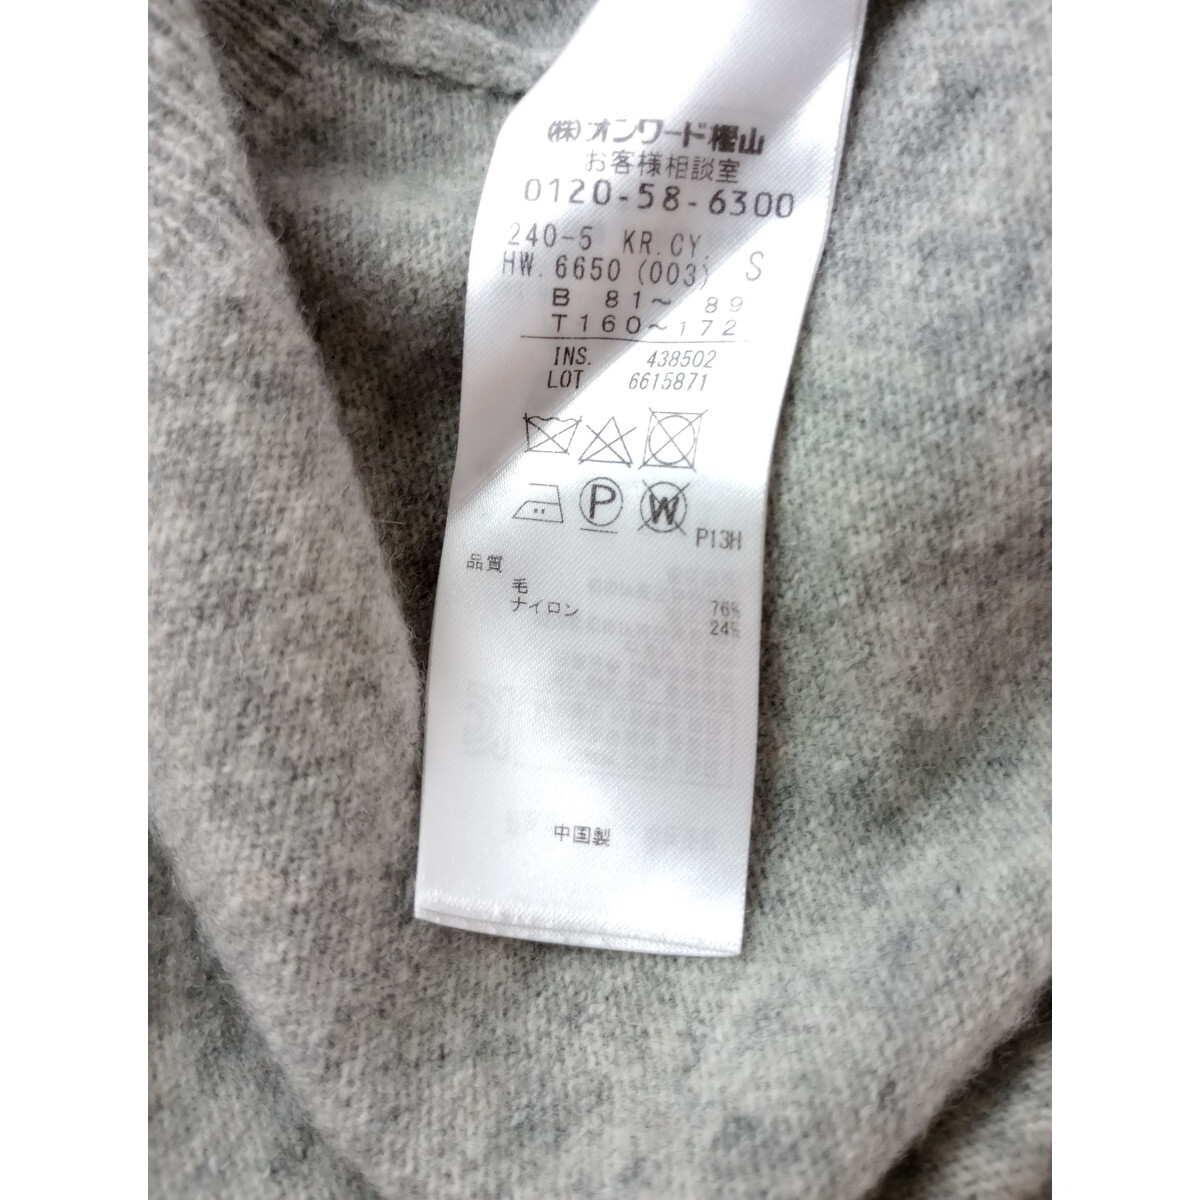 ㈱オンワード樫山
お客様相談室
0120-58-6300
240-5 KR.CY.
HW.6650(003) S
B 81～89
T160～172
INS. 438502
LOT 6615871
P W P13H
品質
毛 76%
ナイロン 24%
中国製